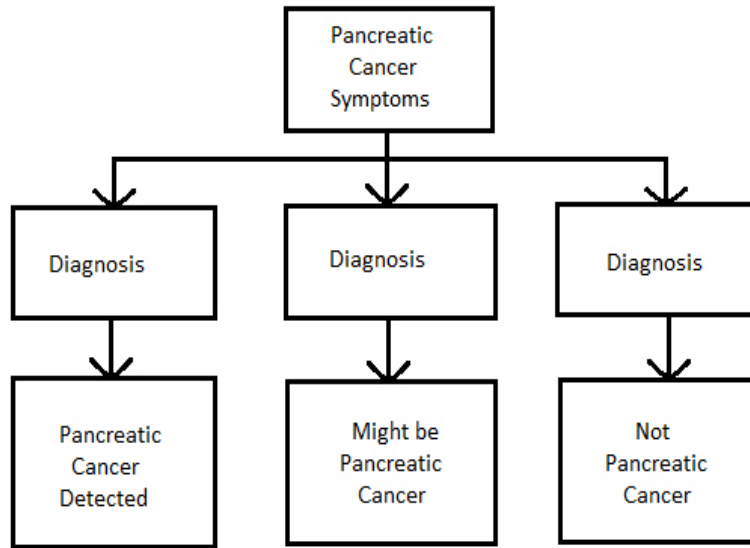 Pancreatic
Cancer
Symptoms
Diagnosis
Diagnosis
Diagnosis
Pancreatic
Cancer
Detected
Might be
Pancreatic
Cancer
Not
Pancreatic
Cancer